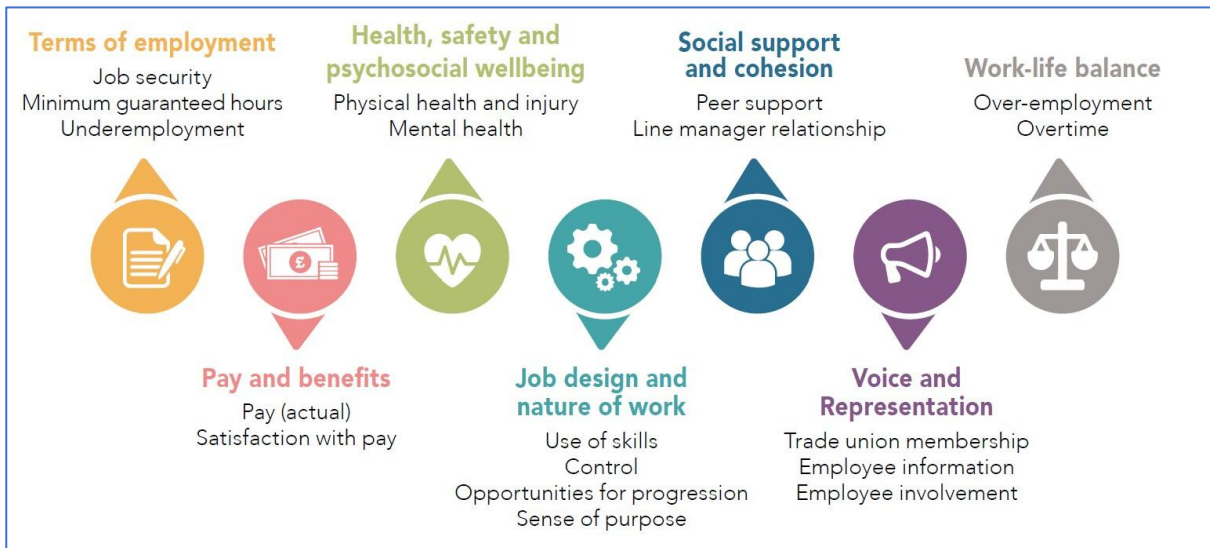 Terms of employment
Job security
Minimum guaranteed hours
Underemployment
Health, safety and
psychosocial wellbeing
Physical health and injury
Mental health
Social support
and cohesion
Peer support
Line manager relationship
Work-life balance
Over-employment
Overtime
£
Pay and benefits
Pay (actual)
Satisfaction with pay
Job design and
nature of work
Use of skills
Control
Opportunities for progression
Sense of purpose
Voice and
Representation
Trade union membership
Employee information
Employee involvement